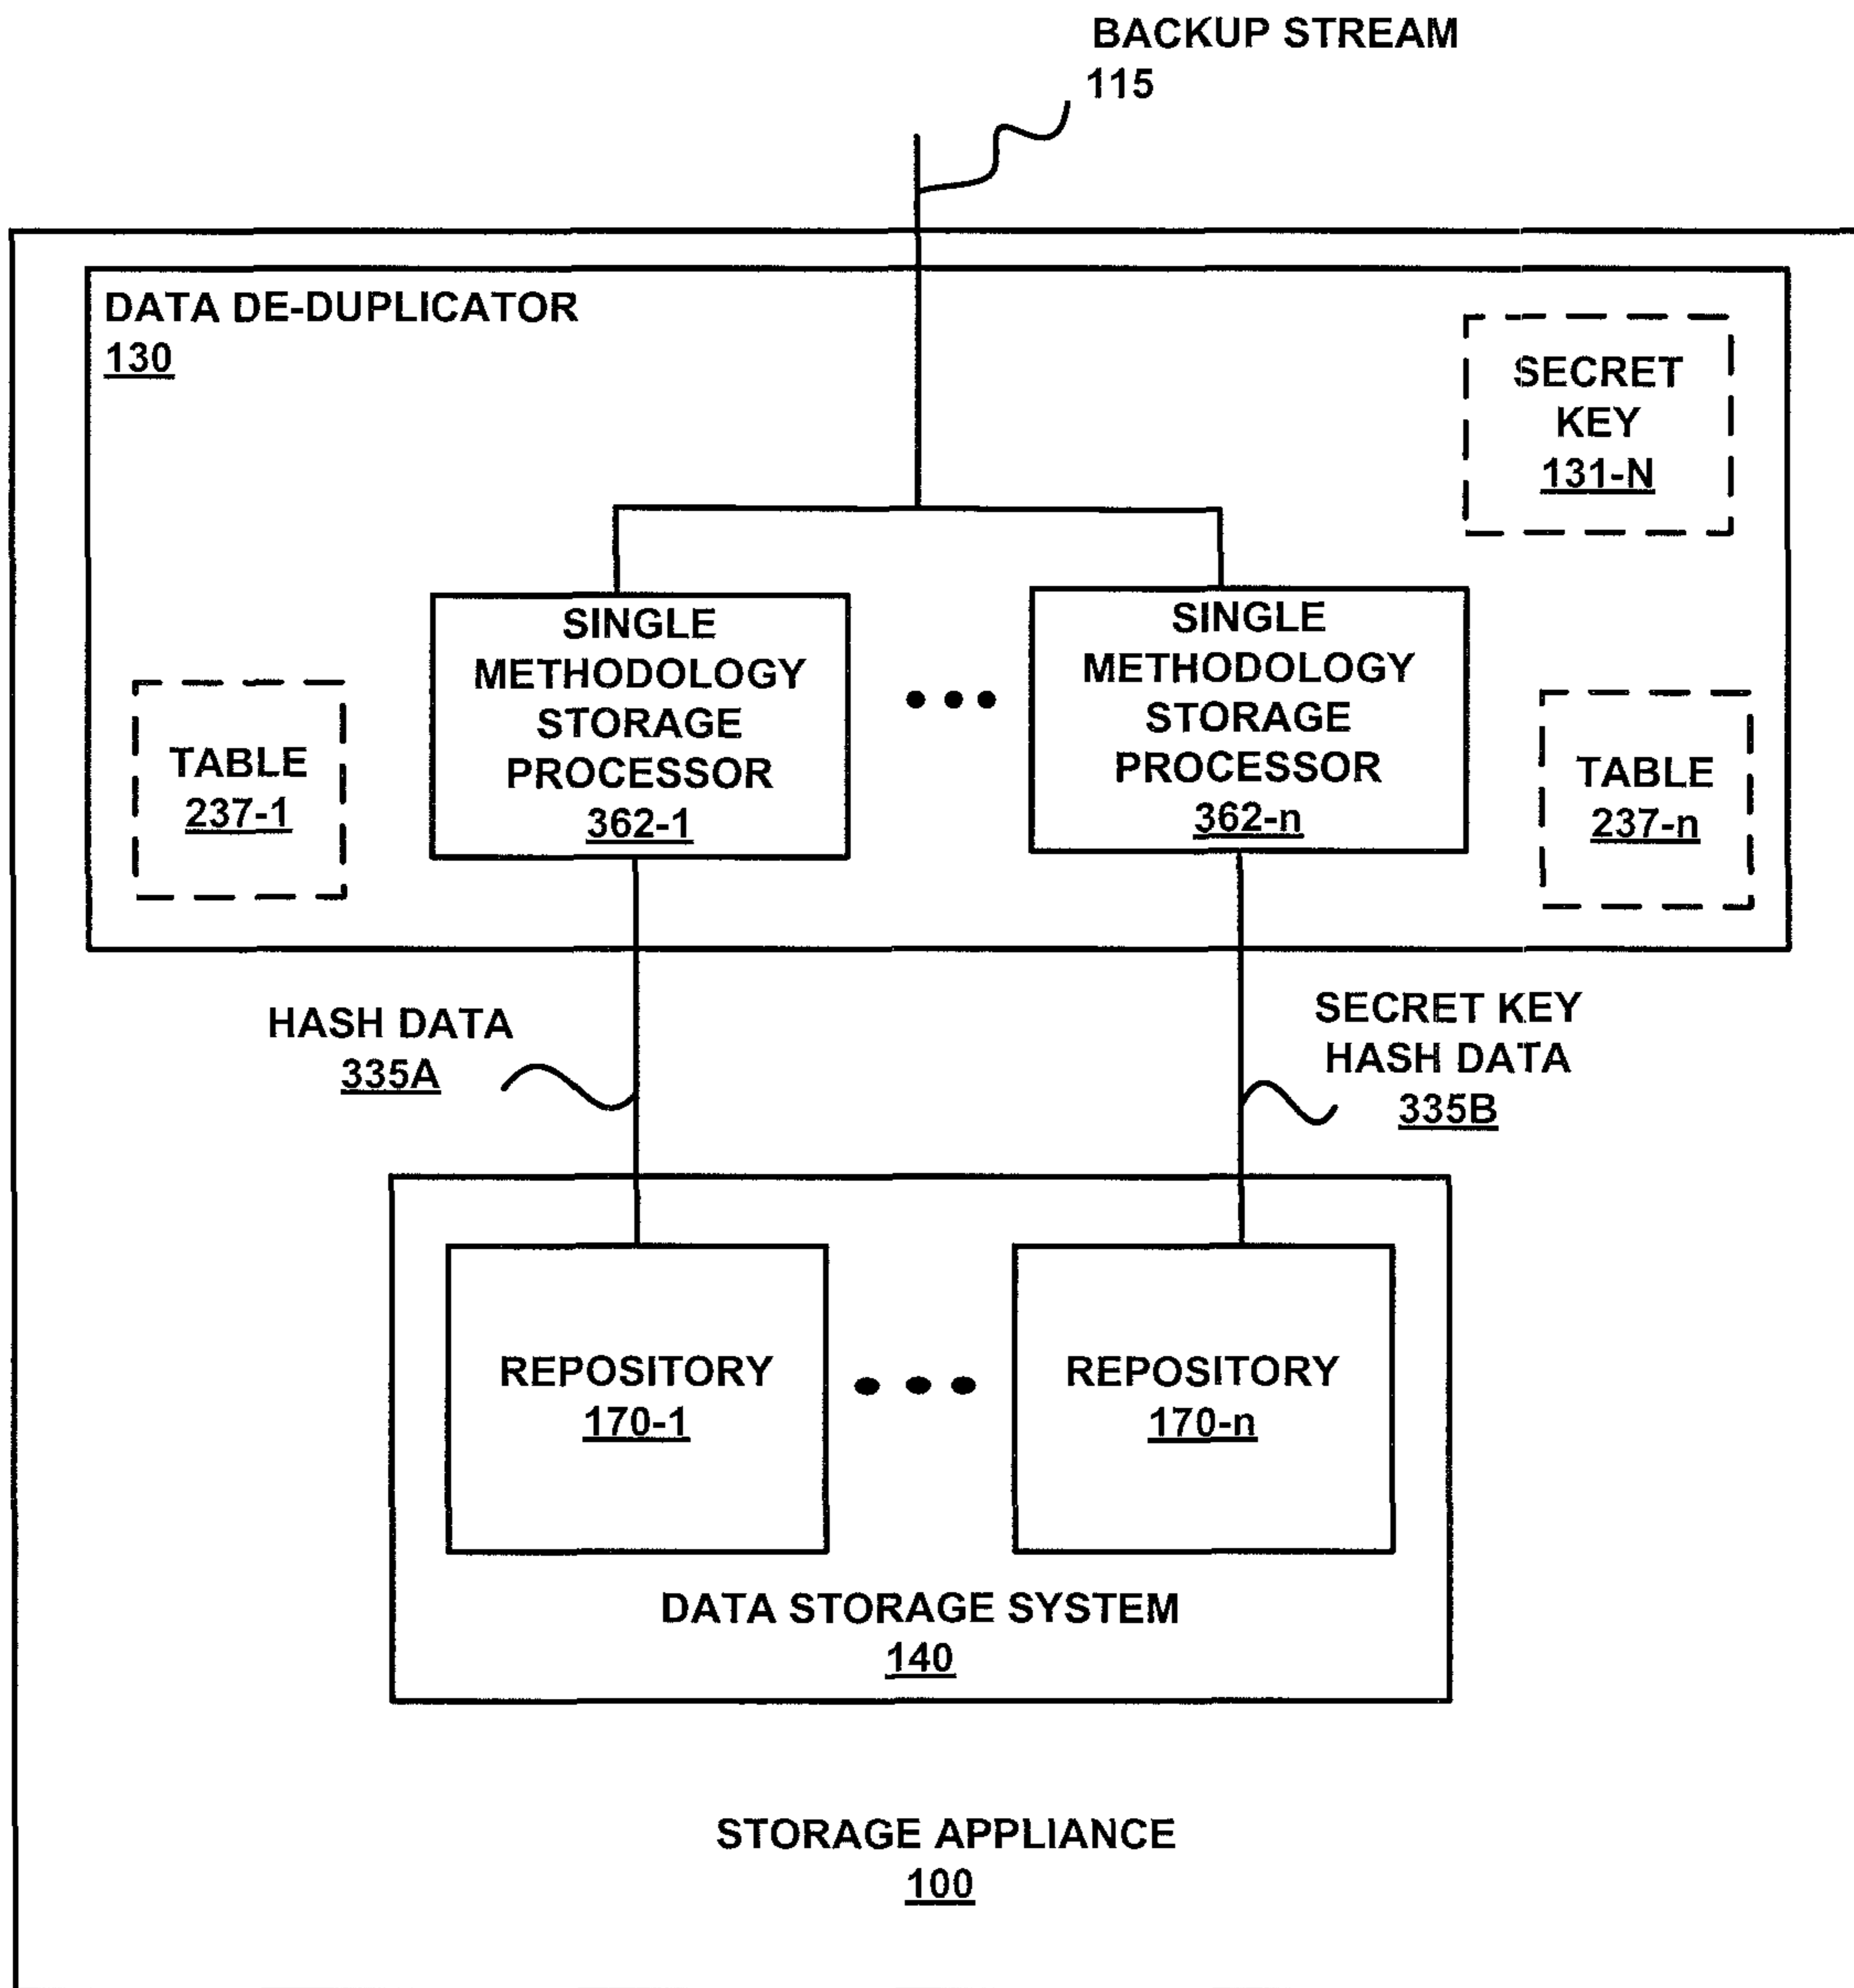 BACKUP STREAM
115
DATA DE-DUPLICATOR
130
SECRET
KEY
131-N
SINGLE
METHODOLOGY
STORAGE
PROCESSOR
362-1
SINGLE
METHODOLOGY
STORAGE
PROCESSOR
362-n
TABLE
237-1
TABLE
237-n
HASH DATA
335A
SECRET KEY
HASH DATA
335B
REPOSITORY
170-1
REPOSITORY
170-n
DATA STORAGE SYSTEM
140
STORAGE APPLIANCE
100